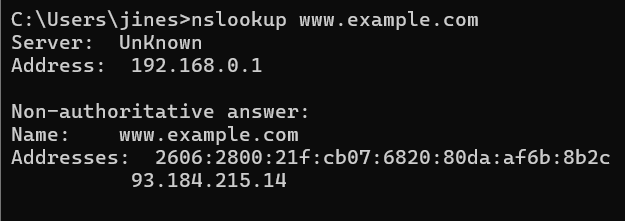 C:\Users\jines>nslookup www.example.com
Server:  UnKnown
Address:  192.168.0.1

Non-authoritative answer:
Name:    www.example.com
Addresses:  2606:2800:21f:cb07:6820:80da:af6b:8b2c
          93.184.215.14